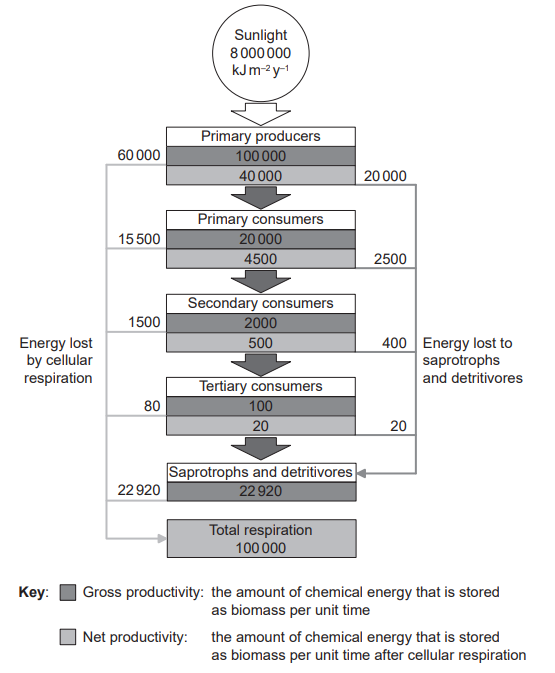 Sunlight
8 000 000
kJ m⁻² y⁻¹
Primary producers
60 000
100 000
40 000
20 000
Primary consumers
15 500
20 000
4500
2500
Secondary consumers
1500
2000
500
400
Energy lost
by cellular
respiration
Energy lost to
saprotrophs
and detritivores
Tertiary consumers
80
100
20
20
Saprotrophs and detritivores
22 920
22 920
Total respiration
100 000
Key:
Gross productivity: the amount of chemical energy that is stored
as biomass per unit time
Net productivity: the amount of chemical energy that is stored
as biomass per unit time after cellular respiration